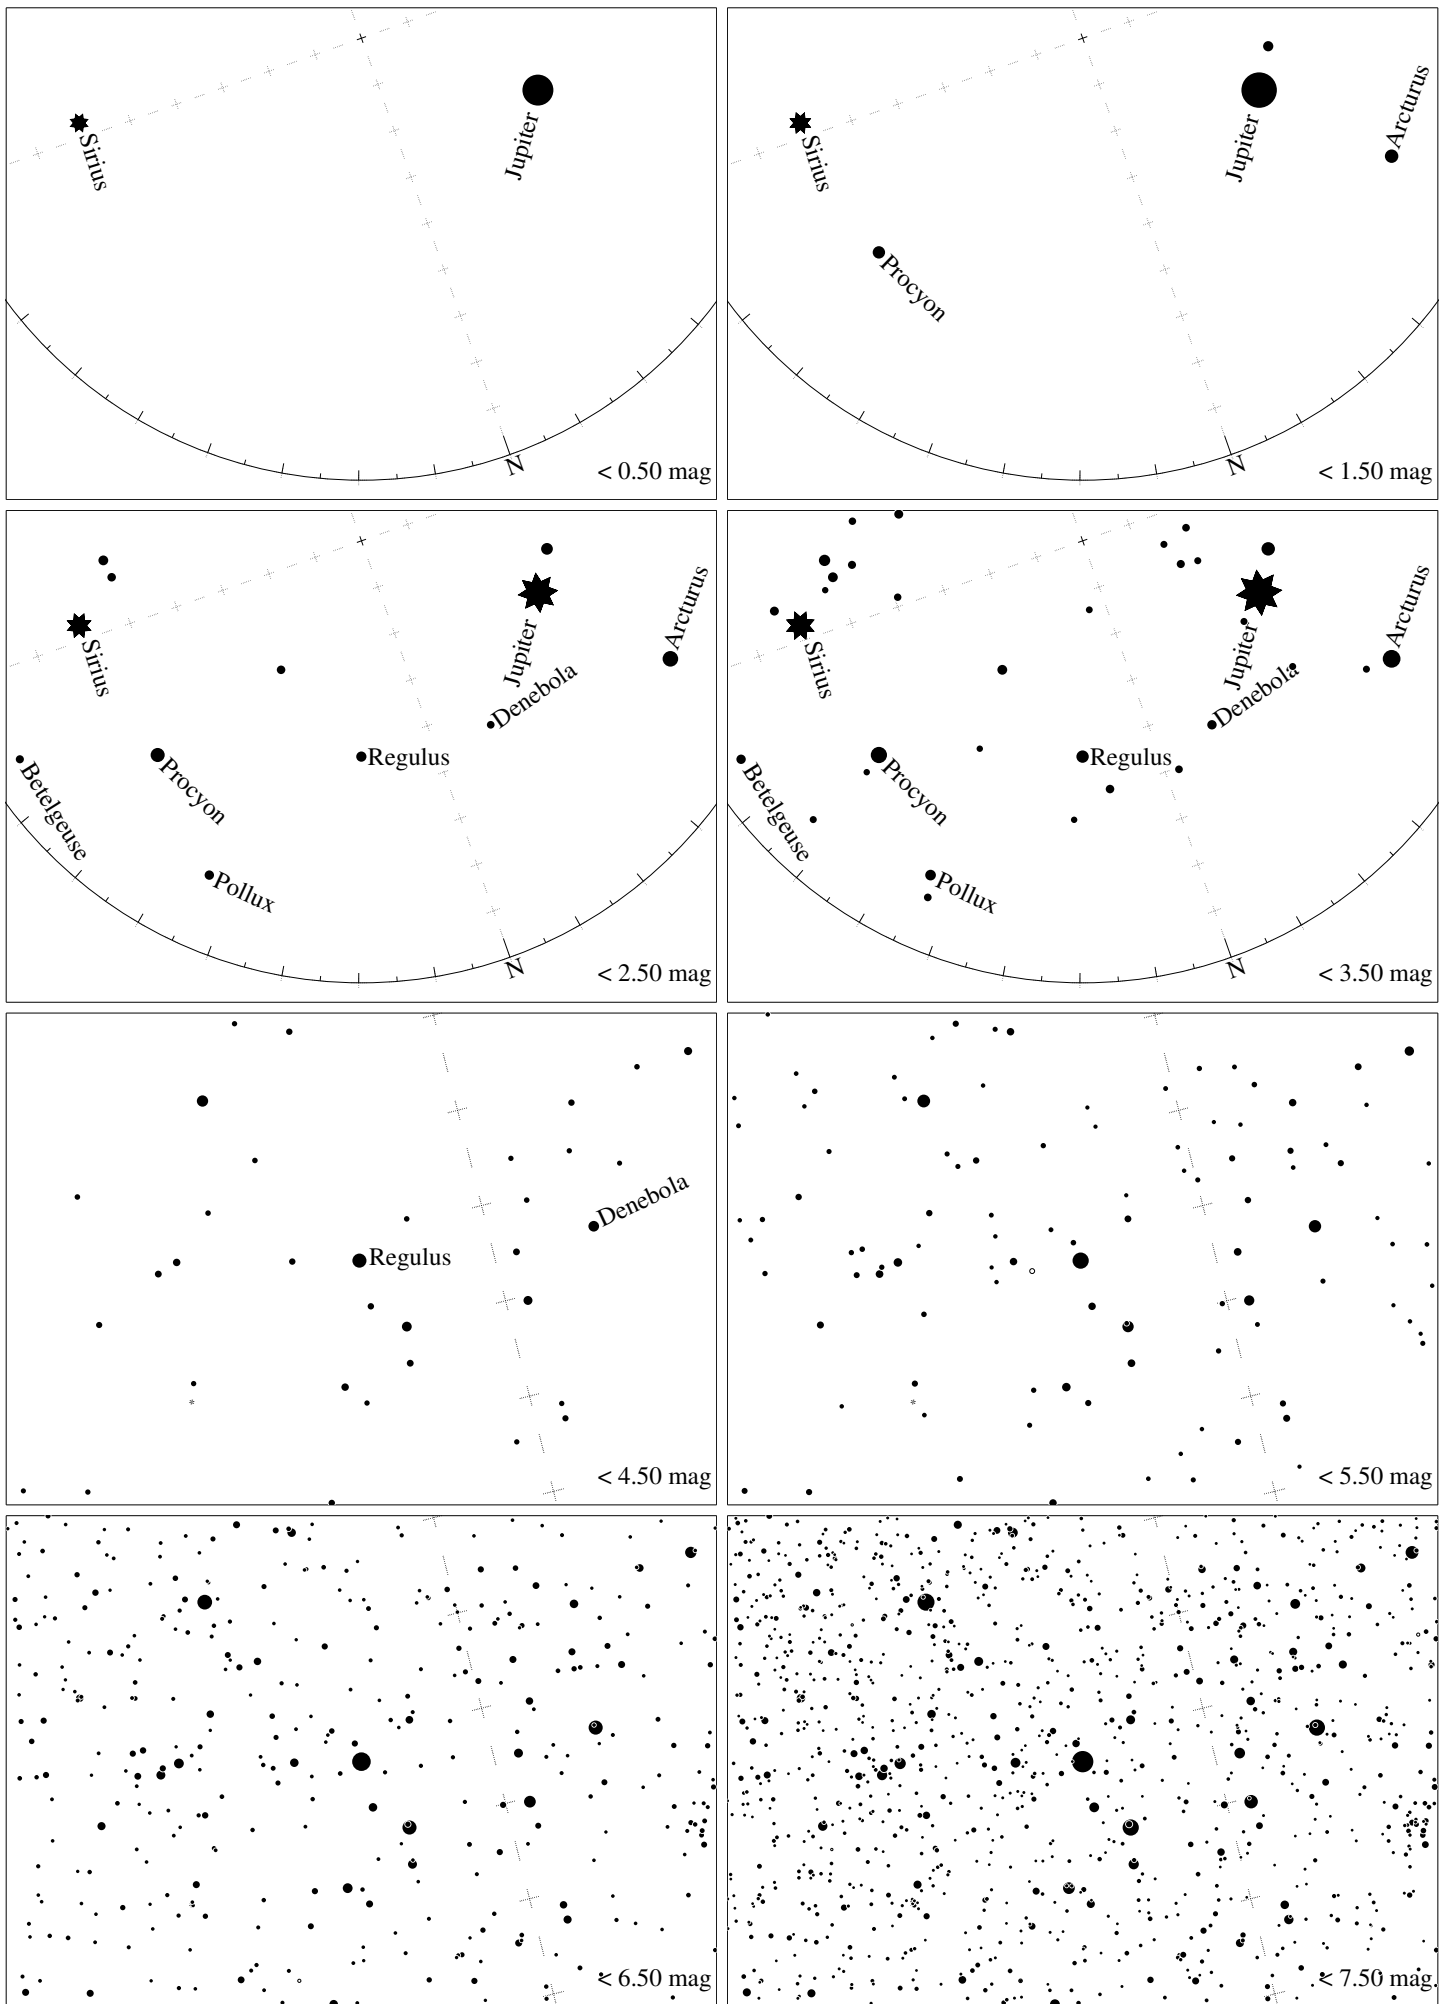 Sirius
Jupiter
N
< 0.50 mag
Sirius
Jupiter
Arcturus
Procyon
N
< 1.50 mag
Sirius
Jupiter
Arcturus
Denebola
Regulus
Procyon
Betelgeuse
Pollux
N
< 2.50 mag
Sirius
Jupiter
Arcturus
Denebola
Regulus
Procyon
Betelgeuse
Pollux
N
< 3.50 mag
Denebola
Regulus
< 4.50 mag
< 5.50 mag
< 6.50 mag
< 7.50 mag